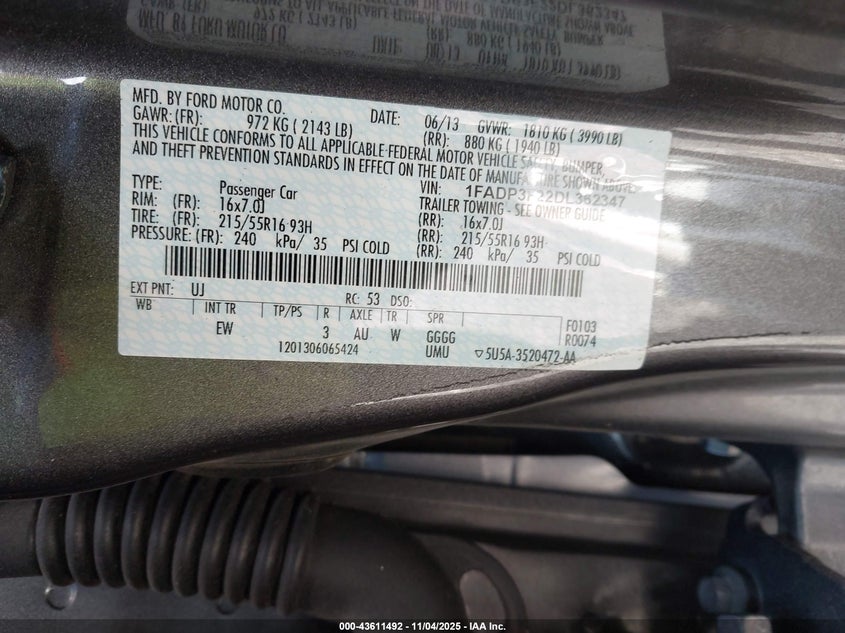 MFD. BY FORD MOTOR CO.
DATE: 06/13 GVWR: 1810 KG ( 3990 LB)
GAWR: (FR): 972 KG ( 2143 LB) (RR): 880 KG ( 1940 LB)
THIS VEHICLE CONFORMS TO ALL APPLICABLE FEDERAL MOTOR VEHICLE SAFETY, BUMPER,
AND THEFT PREVENTION STANDARDS IN EFFECT ON THE DATE OF MANUFACTURE SHOWN ABOVE.
VIN: 1FADP3F22DL362347
TYPE: Passenger Car TRAILER TOWING - SEE OWNER GUIDE
RIM: (FR): 16x7.0J (RR): 16x7.0J
TIRE: (FR): 215/55R16 93H (RR): 215/55R16 93H
PRESSURE: (FR): 240 kPa/ 35 PSI COLD (RR): 240 kPa/ 35 PSI COLD
EXT PNT: UJ RC: 53 DSO:
WB INT TR TP/PS R AXLE TR SPR
EW 3 AU W GGGG F0103
UMU R0074
1201306065424 ▽5U5A-3520472-AA
000-43611492 - 11/04/2025 - IAA Inc.